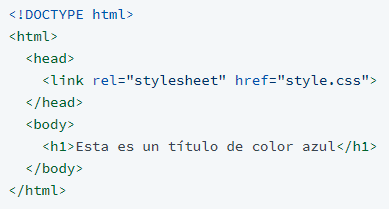 <!DOCTYPE html>
<html>
<head>
<link rel="stylesheet" href="style.css">
</head>
<body>
<h1>Esta es un título de color azul</h1>
</body>
</html>